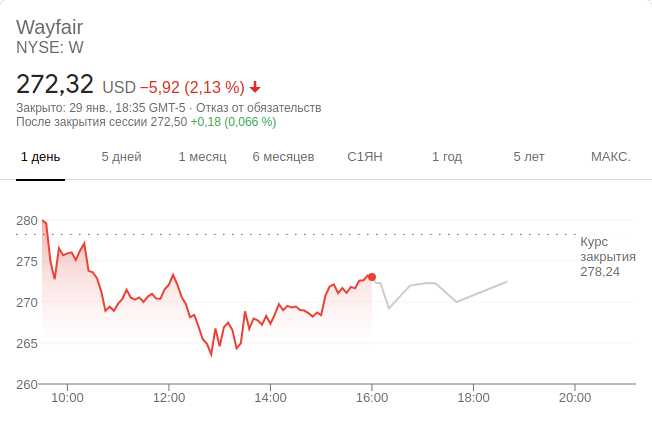 Wayfair
NYSE: W
272,32 USD −5,92 (2,13 %)
Закрыто: 29 янв., 18:35 GMT-5 · Отказ от обязательств
После закрытия сессии 272,50 +0,18 (0,066 %)
1 день 5 дней 1 месяц 6 месяцев С1ЯН 1 год 5 лет МАКС.
280
Курс
закрытия
275
278,24
270
265
260
10:00 12:00 14:00 16:00 18:00 20:00